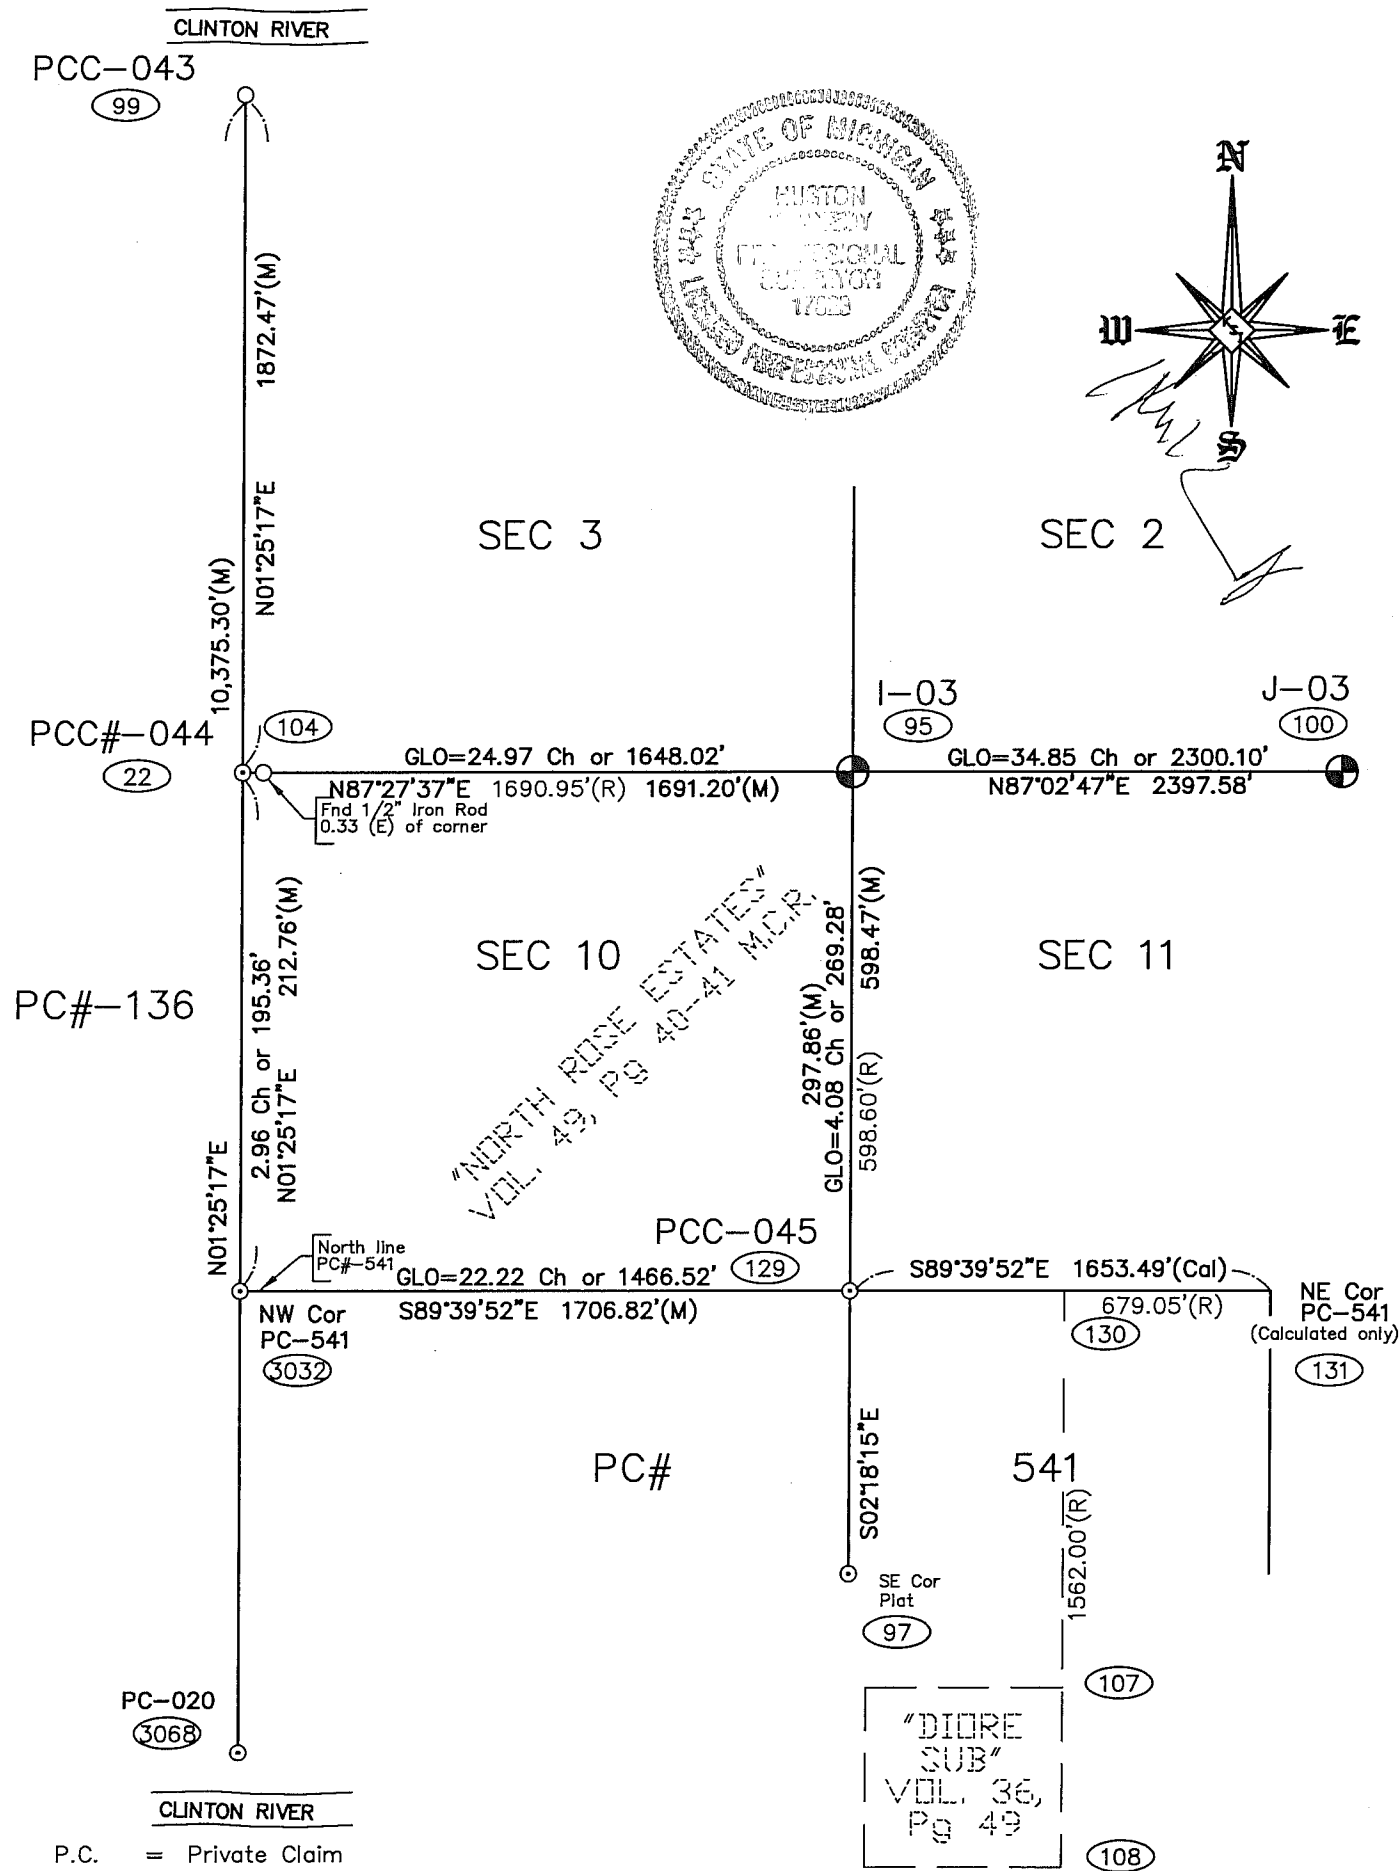 CLINTON RIVER
PCC-043
99
STATE OF MICHIGAN
PROFESSIONAL
SURVEYOR
N
W
E
S
1872.47'(M)
N01°25'17"E
10,375.30'(M)
SEC 3
SEC 2
I-03
95
J-03
100
PCC#-044
22
104
GLO=24.97 Ch or 1648.02'
GLO=34.85 Ch or 2300.10'
N87°27'37"E 1690.95'(R) 1691.20'(M)
N87°02'47"E 2397.58'
Fnd 1/2" Iron Rod
0.33 (E) of corner
SEC 10
SEC 11
"NORTH ROSE ESTATES"
VOL. 49, Pg 40-41 M.C.R.
PC#-136
2.96 Ch or 195.36'
212.76'(M)
N01°25'17"E
N01°25'17"E
297.86'(M)
GLO=4.08 Ch or 269.28'
598.47'(M)
598.60'(R)
PCC-045
129
North line
PC#-541
GLO=22.22 Ch or 1466.52'
S89°39'52"E 1706.82'(M)
S89°39'52"E 1653.49'(Cal)
679.05'(R)
NW Cor
PC-541
3032
130
NE Cor
PC-541
(Calculated only)
131
S02°18'15"E
PC#
541
1562.00'(R)
SE Cor
Plat
97
107
PC-020
3068
"DIORE
SUB"
VOL. 36,
Pg 49
CLINTON RIVER
P.C. = Private Claim
108